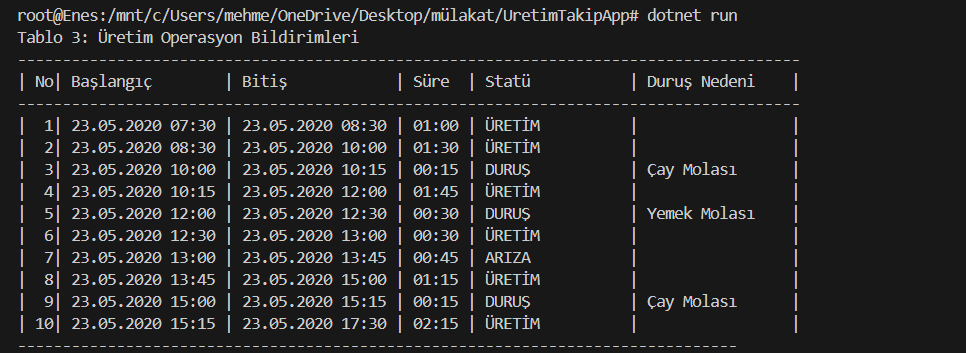 root@Enes:/mnt/c/Users/mehme/OneDrive/Desktop/mülakat/UretimTakipApp# dotnet run
Tablo 3: Üretim Operasyon Bildirimleri
---------------------------------------------------------------------------------------
| No| Başlangıç        | Bitiş            | Süre  | Statü           | Duruş Nedeni    |
---------------------------------------------------------------------------------------
|  1| 23.05.2020 07:30 | 23.05.2020 08:30 | 01:00 | ÜRETİM          |                 |
|  2| 23.05.2020 08:30 | 23.05.2020 10:00 | 01:30 | ÜRETİM          |                 |
|  3| 23.05.2020 10:00 | 23.05.2020 10:15 | 00:15 | DURUŞ           | Çay Molası      |
|  4| 23.05.2020 10:15 | 23.05.2020 12:00 | 01:45 | ÜRETİM          |                 |
|  5| 23.05.2020 12:00 | 23.05.2020 12:30 | 00:30 | DURUŞ           | Yemek Molası    |
|  6| 23.05.2020 12:30 | 23.05.2020 13:00 | 00:30 | ÜRETİM          |                 |
|  7| 23.05.2020 13:00 | 23.05.2020 13:45 | 00:45 | ARIZA           |                 |
|  8| 23.05.2020 13:45 | 23.05.2020 15:00 | 01:15 | ÜRETİM          |                 |
|  9| 23.05.2020 15:00 | 23.05.2020 15:15 | 00:15 | DURUŞ           | Çay Molası      |
| 10| 23.05.2020 15:15 | 23.05.2020 17:30 | 02:15 | ÜRETİM          |                 |
--------------------------------------------------------------------------------